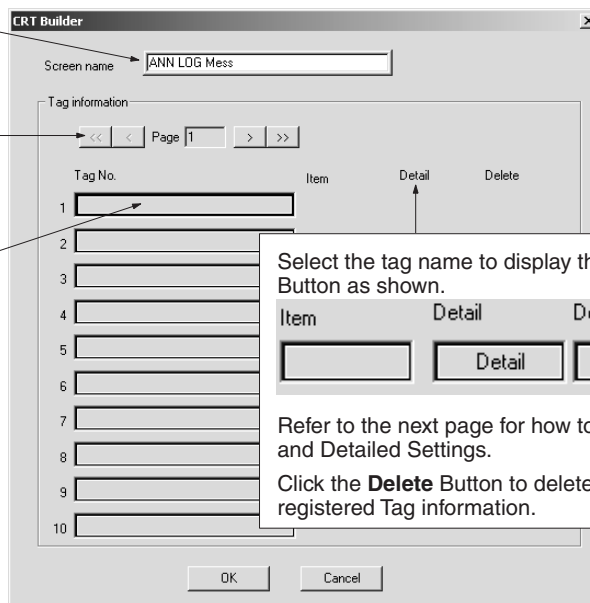 CRT Builder
Screen name ANN LOG Mess
Tag information
<< < Page 1 > >>
Tag No. Item Detail Delete
1
2
3
4
5
6
7
8
9
10
Select the tag name to display
Button as shown.
Item Detail
Detail
Refer to the next page for how to
and Detailed Settings.
Click the Delete Button to delete
registered Tag information.
OK Cancel